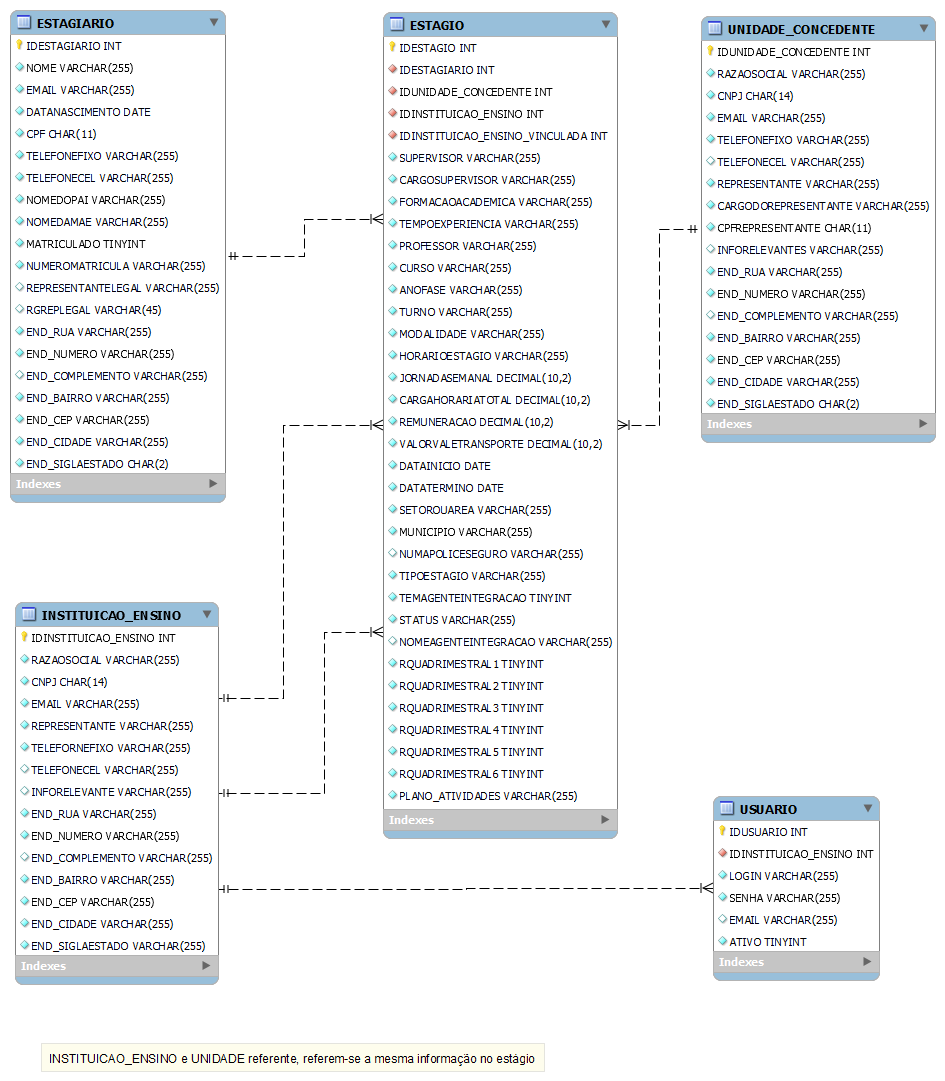 ESTAGIARIO
IDESTAGIARIO INT
NOME VARCHAR(255)
EMAIL VARCHAR(255)
DATANASCIMENTO DATE
CPF CHAR(11)
TELEFONEFIXO VARCHAR(255)
TELEFONECEL VARCHAR(255)
NOMEDOPAI VARCHAR(255)
NOMEDAMAE VARCHAR(255)
MATRICULADO TINYINT
NUMEROMATRICULA VARCHAR(255)
REPRESENTANTELEGAL VARCHAR(255)
RGREPLEGAL VARCHAR(45)
END_RUA VARCHAR(255)
END_NUMERO VARCHAR(255)
END_COMPLEMENTO VARCHAR(255)
END_BAIRRO VARCHAR(255)
END_CEP VARCHAR(255)
END_CIDADE VARCHAR(255)
END_SIGLAESTADO CHAR(2)
Indexes
ESTAGIO
IDESTAGIO INT
IDESTAGIARIO INT
IDUNIDADE_CONCEDENTE INT
IDINSTITUICAO_ENSINO INT
IDINSTITUICAO_ENSINO_VINCULADA INT
SUPERVISOR VARCHAR(255)
CARGOSUPERVISOR VARCHAR(255)
FORMACAOACADEMICA VARCHAR(255)
TEMPOEXPERIENCIA VARCHAR(255)
PROFESSOR VARCHAR(255)
CURSO VARCHAR(255)
ANOFASE VARCHAR(255)
TURNO VARCHAR(255)
MODALIDADE VARCHAR(255)
HORARIOESTAGIO VARCHAR(255)
JORNADASEMANAL DECIMAL(10,2)
CARGAHORARIATOTAL DECIMAL(10,2)
REMUNERACAO DECIMAL(10,2)
VALORVALETRANSPORTE DECIMAL(10,2)
DATAINICIO DATE
DATATERMINO DATE
SETOROUAREA VARCHAR(255)
MUNICIPIO VARCHAR(255)
NUMAPOLICESEGURO VARCHAR(255)
TIPOESTAGIO VARCHAR(255)
TEMAGENTEINTEGRACAO TINYINT
STATUS VARCHAR(255)
NOMEAGENTEINTEGRACAO VARCHAR(255)
RQUADRIMESTRAL1 TINYINT
RQUADRIMESTRAL2 TINYINT
RQUADRIMESTRAL3 TINYINT
RQUADRIMESTRAL4 TINYINT
RQUADRIMESTRAL5 TINYINT
RQUADRIMESTRAL6 TINYINT
PLANO_ATIVIDADES VARCHAR(255)
Indexes
UNIDADE_CONCEDENTE
IDUNIDADE_CONCEDENTE INT
RAZAOSOCIAL VARCHAR(255)
CNPJ CHAR(14)
EMAIL VARCHAR(255)
TELEFONEFIXO VARCHAR(255)
TELEFONECEL VARCHAR(255)
REPRESENTANTE VARCHAR(255)
CARGODOREPRESENTANTE VARCHAR(255)
CPFREPRESENTANTE CHAR(11)
INFORELEVANTES VARCHAR(255)
END_RUA VARCHAR(255)
END_NUMERO VARCHAR(255)
END_COMPLEMENTO VARCHAR(255)
END_BAIRRO VARCHAR(255)
END_CEP VARCHAR(255)
END_CIDADE VARCHAR(255)
END_SIGLAESTADO CHAR(2)
Indexes
INSTITUICAO_ENSINO
IDINSTITUICAO_ENSINO INT
RAZAOSOCIAL VARCHAR(255)
CNPJ CHAR(14)
EMAIL VARCHAR(255)
REPRESENTANTE VARCHAR(255)
TELEFORNEFIXO VARCHAR(255)
TELEFONECEL VARCHAR(255)
INFORELEVANTE VARCHAR(255)
END_RUA VARCHAR(255)
END_NUMERO VARCHAR(255)
END_COMPLEMENTO VARCHAR(255)
END_BAIRRO VARCHAR(255)
END_CEP VARCHAR(255)
END_CIDADE VARCHAR(255)
END_SIGLAESTADO VARCHAR(255)
Indexes
USUARIO
IDUSUARIO INT
IDINSTITUICAO_ENSINO INT
LOGIN VARCHAR(255)
SENHA VARCHAR(255)
EMAIL VARCHAR(255)
ATIVO TINYINT
Indexes
INSTITUICAO_ENSINO e UNIDADE referente, referem-se a mesma informação no estágio